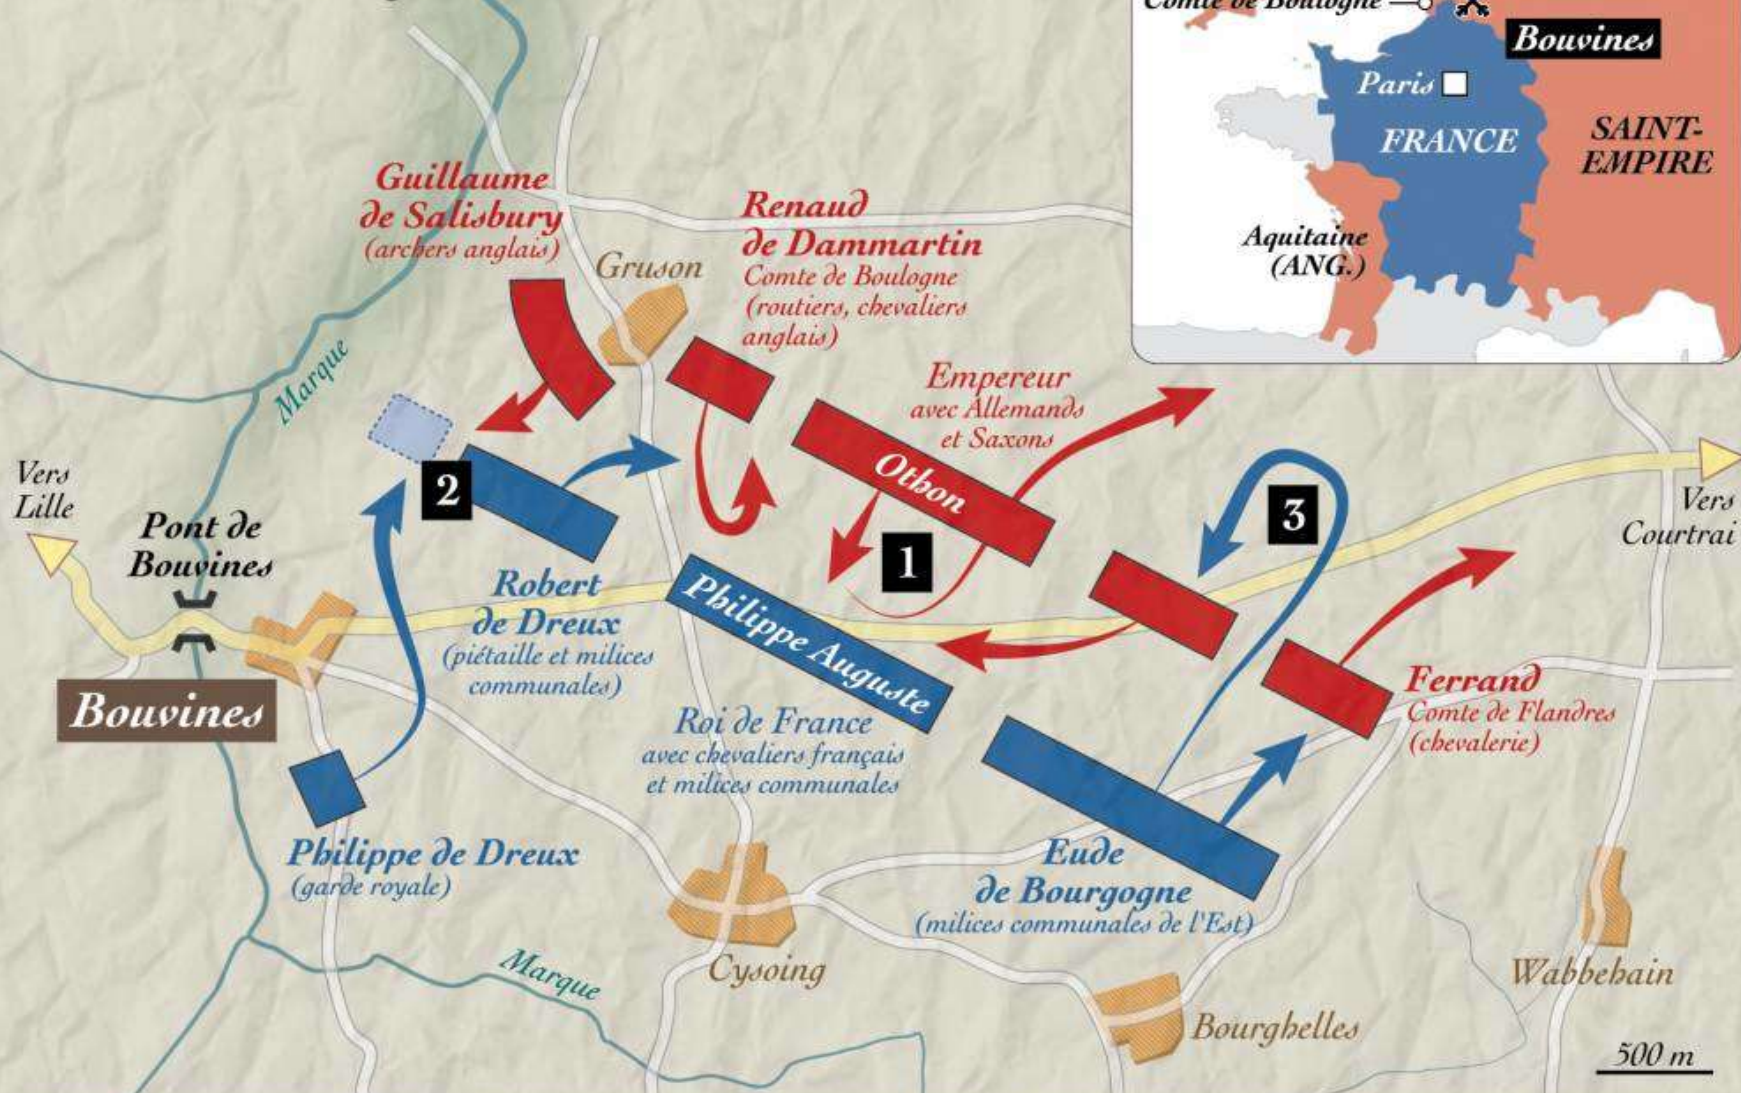 Comté de Boulogne
Bouvines
Paris
FRANCE
SAINT-
EMPIRE
Aquitaine
(ANG.)
Guillaume
de Salisbury
(archers anglais)
Gruson
Renaud
de Dammartin
Comte de Boulogne
(routiers, chevaliers
anglais)
Empereur
avec Allemands
et Saxons
Othon
Marque
2
1
3
Vers
Lille
Pont de
Bouvines
Vers
Courtrai
Robert
de Dreux
(piétaille et milices
communales)
Philippe Auguste
Roi de France
avec chevaliers français
et milices communales
Ferrand
Comte de Flandres
(chevalerie)
Bouvines
Philippe de Dreux
(garde royale)
Eude
de Bourgogne
(milices communales de l'Est)
Marque
Cysoing
Bourghelles
Wabbehain
500 m